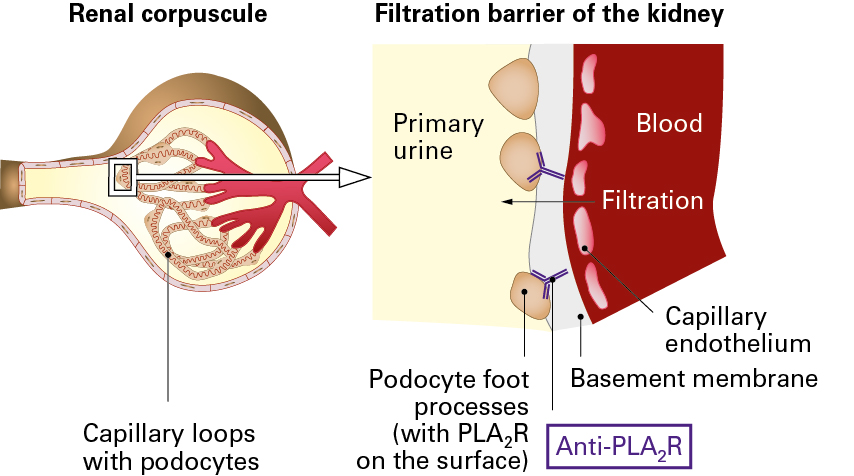 Renal corpuscule
Filtration barrier of the kidney
Primary
urine
Blood
Filtration
Capillary
endothelium
Basement membrane
Podocyte foot
processes
(with PLA₂R
on the surface)
Anti-PLA₂R
Capillary loops
with podocytes